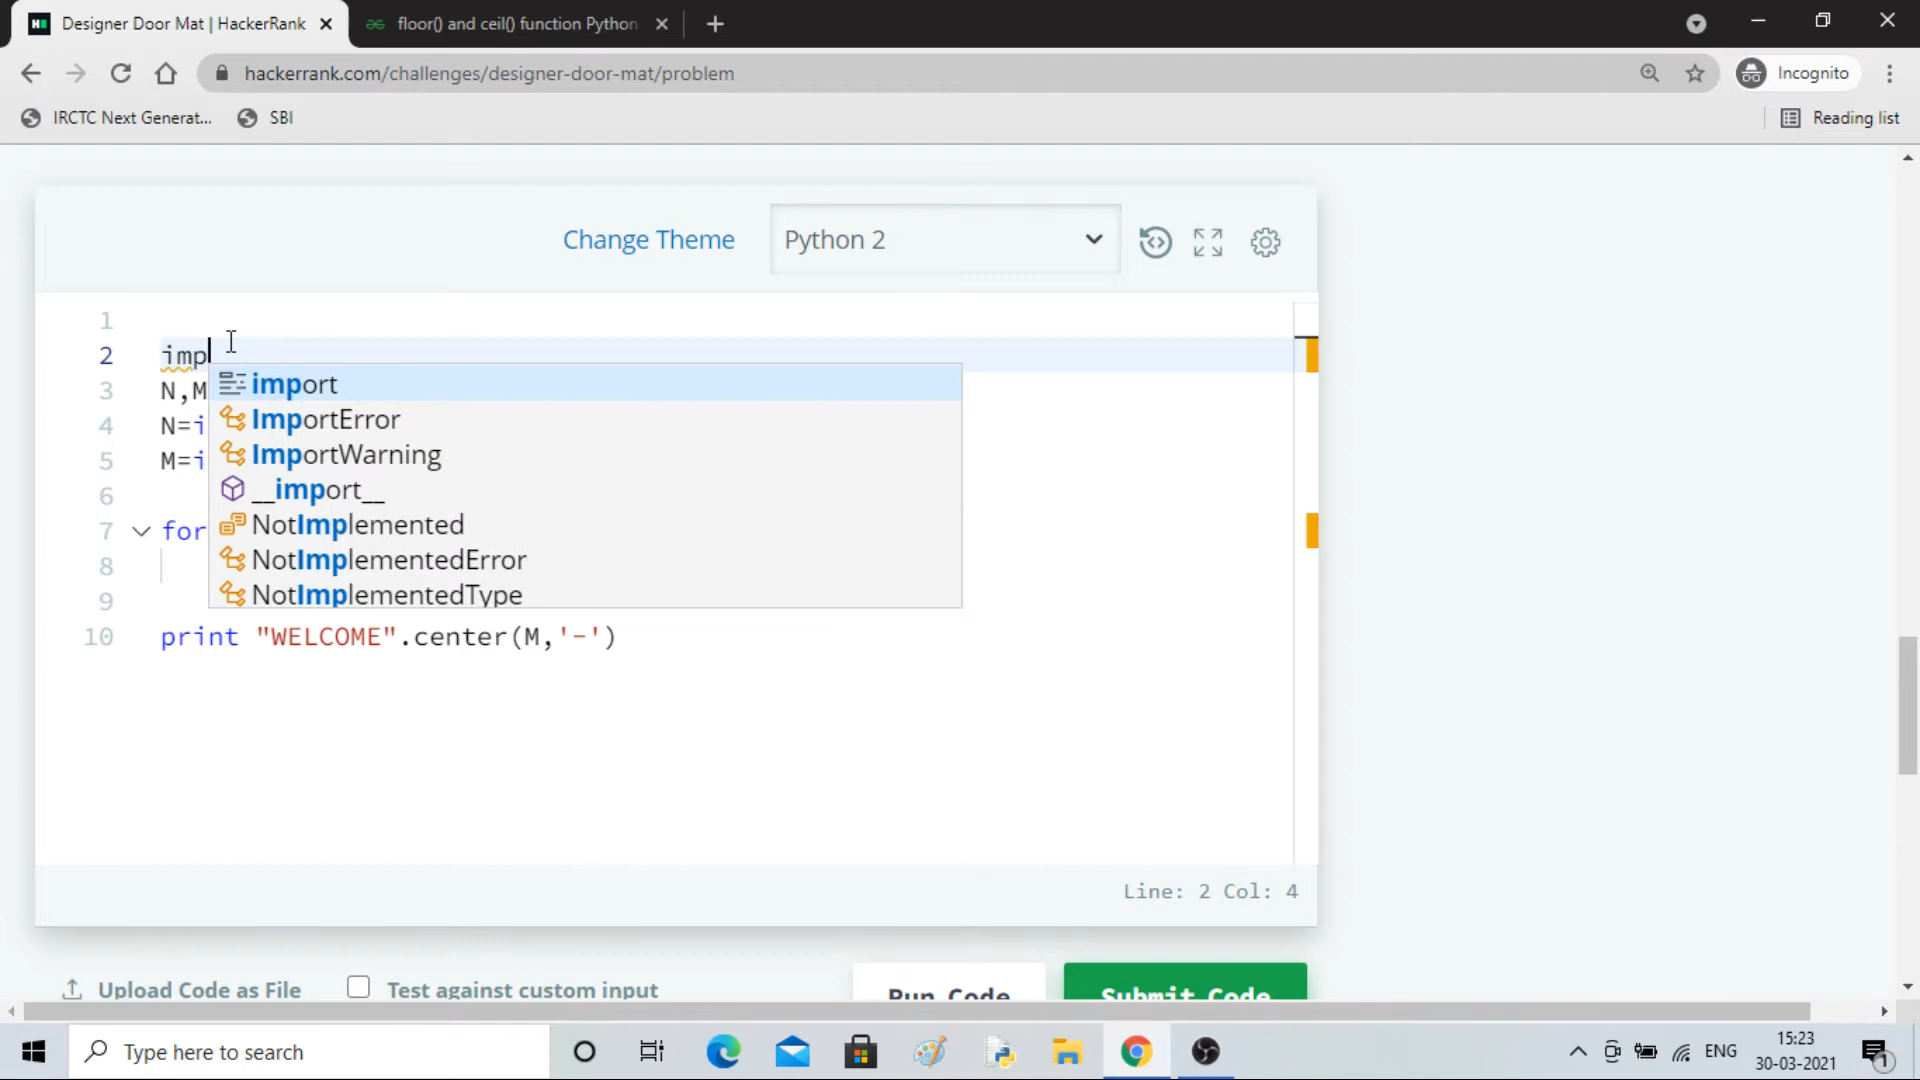 Designer Door Mat | HackerRank
floor() and ceil() function Python
hackerrank.com/challenges/designer-door-mat/problem
Incognito
IRCTC Next Generat...
SBI
Reading list
Change Theme
Python 2
1
2 imp
3 N,M
4 N=i
5 M=i
6
7 for
8
9
10 print "WELCOME".center(M,'-')
import
ImportError
ImportWarning
__import__
NotImplemented
NotImplementedError
NotImplementedType
Line: 2 Col: 4
Upload Code as File
Test against custom input
Run Code
Submit Code
Type here to search
ENG
15:23
30-03-2021
1